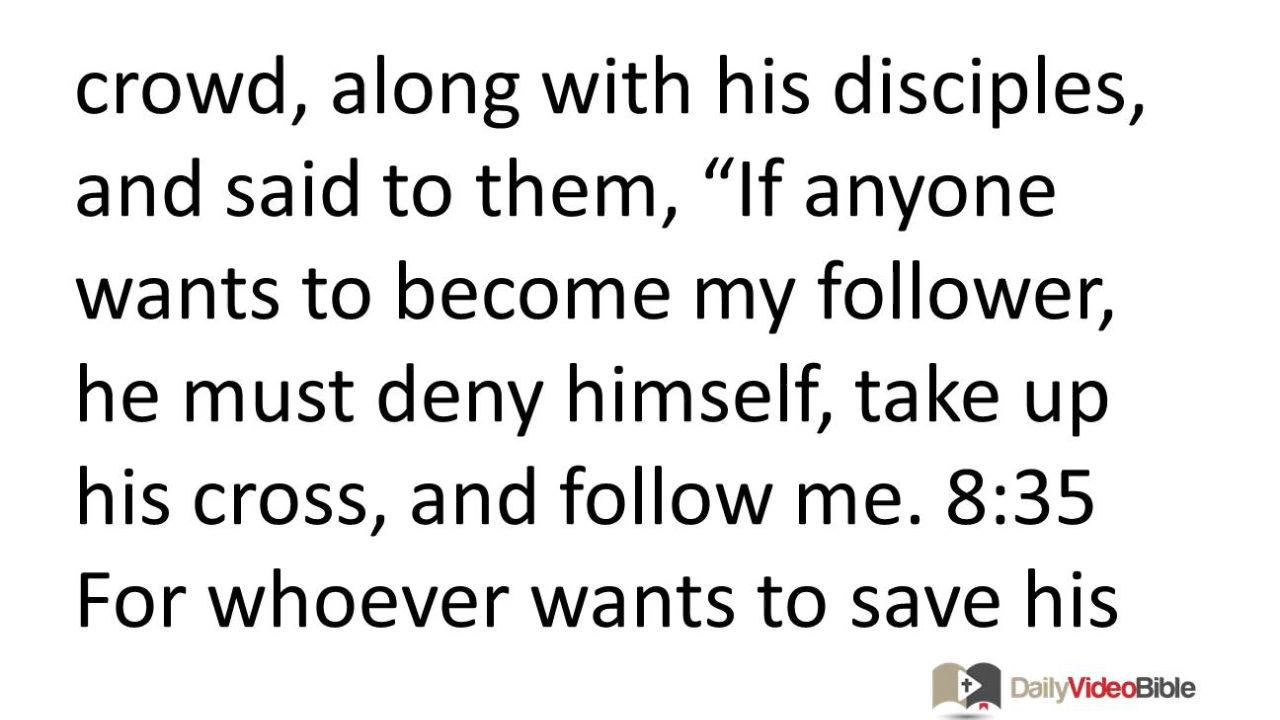 crowd, along with his disciples,
and said to them, “If anyone
wants to become my follower,
he must deny himself, take up
his cross, and follow me. 8:35
For whoever wants to save his
DailyVideoBible